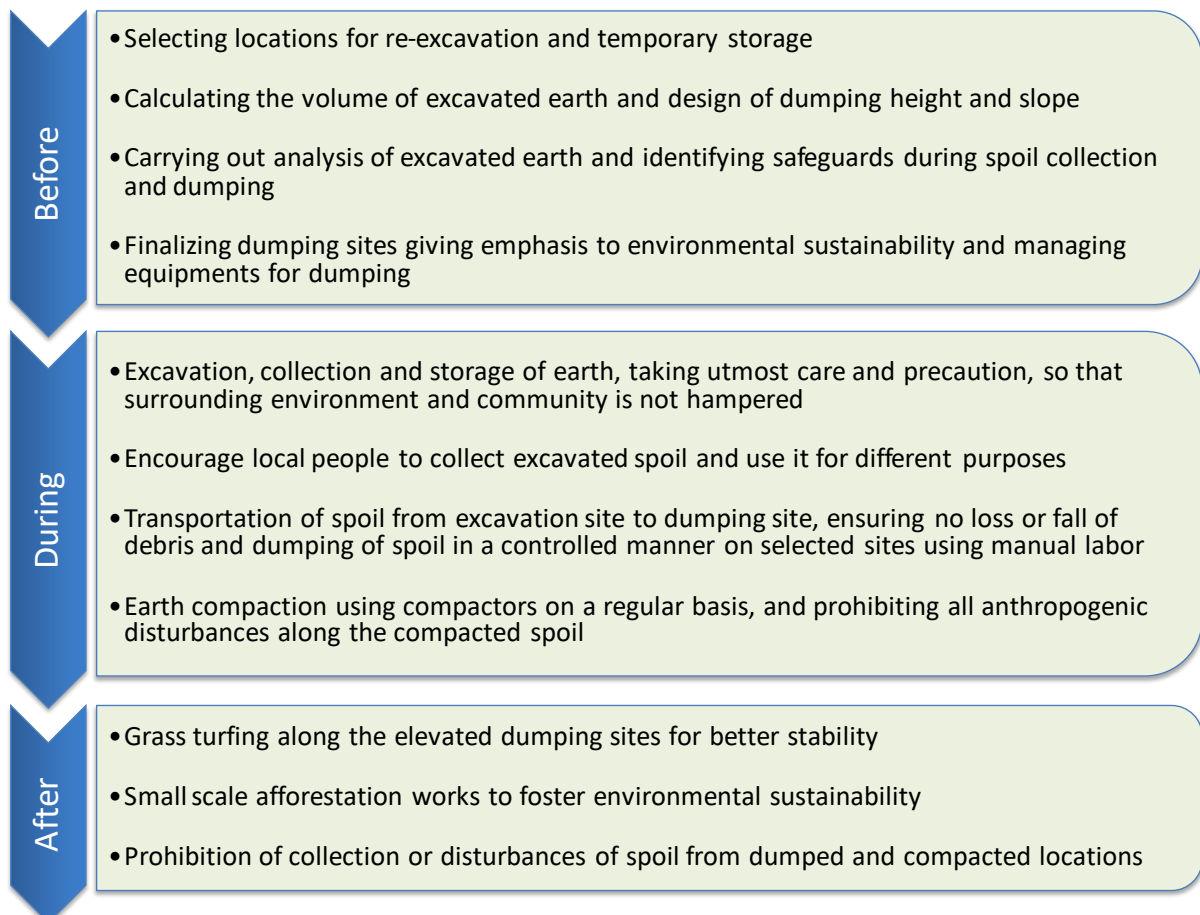 Before
•Selecting locations for re-excavation and temporary storage
•Calculating the volume of excavated earth and design of dumping height and slope
•Carrying out analysis of excavated earth and identifying safeguards during spoil collection
and dumping
•Finalizing dumping sites giving emphasis to environmental sustainability and managing
equipments for dumping
During
•Excavation, collection and storage of earth, taking utmost care and precaution, so that
surrounding environment and community is not hampered
•Encourage local people to collect excavated spoil and use it for different purposes
•Transportation of spoil from excavation site to dumping site, ensuring no loss or fall of
debris and dumping of spoil in a controlled manner on selected sites using manual labor
•Earth compaction using compactors on a regular basis, and prohibiting all anthropogenic
disturbances along the compacted spoil
After
•Grass turfing along the elevated dumping sites for better stability
•Small scale afforestation works to foster environmental sustainability
•Prohibition of collection or disturbances of spoil from dumped and compacted locations